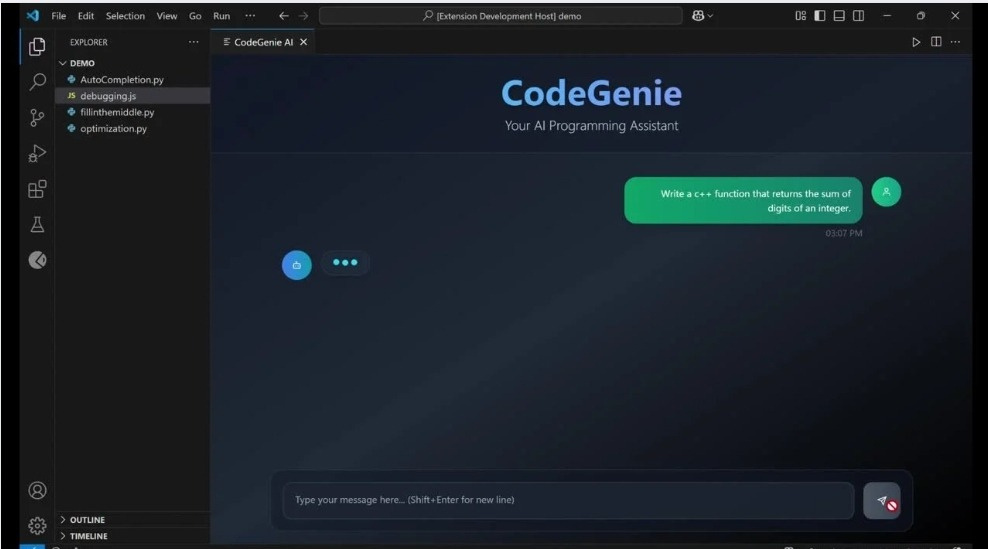 File Edit Selection View Go Run ···
[Extension Development Host] demo
EXPLORER ···
CodeGenie AI
DEMO
AutoCompletion.py
JS debugging.js
fillinthemiddle.py
optimization.py
CodeGenie
Your AI Programming Assistant
Write a c++ function that returns the sum of
digits of an integer.
03:07 PM
Type your message here... (Shift+Enter for new line)
OUTLINE
TIMELINE